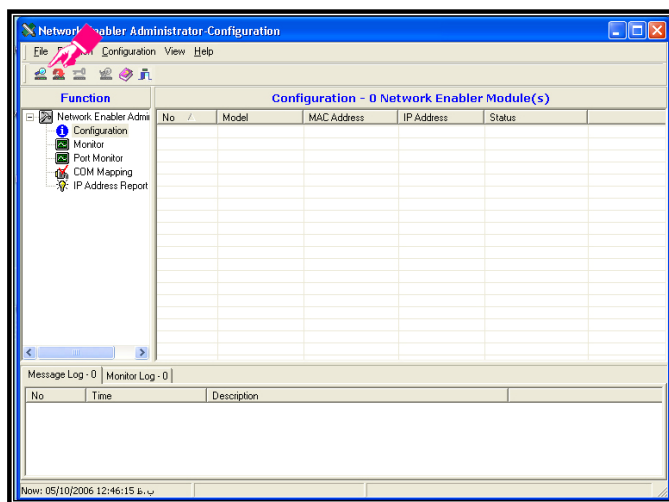 Network Enabler Administrator-Configuration
File Configuration View Help
Function
Configuration - 0 Network Enabler Module(s)
Network Enabler Admi
No Model MAC Address IP Address Status
Configuration
Monitor
Port Monitor
COM Mapping
IP Address Report
Message Log - 0 Monitor Log - 0
No Time Description
Now: 05/10/2006 12:46:15 ب.ظ